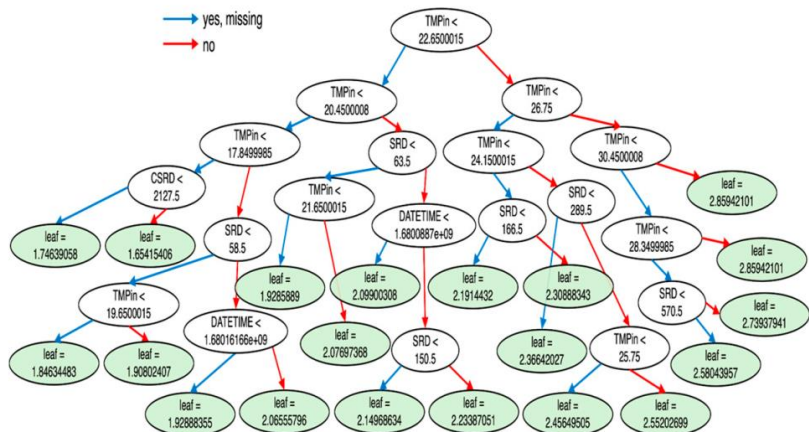 yes, missing
no
TMPin <
22.6500015
TMPin <
20.4500008
TMPin <
26.75
TMPin <
17.8499985
SRD <
63.5
TMPin <
24.1500015
TMPin <
30.4500008
CSRD <
2127.5
TMPin <
21.6500015
SRD <
289.5
leaf =
2.85942101
DATETIME <
1.6800887e+09
SRD <
166.5
TMPin <
28.3499985
leaf =
1.74639058
leaf =
1.65415406
SRD <
58.5
leaf =
2.85942101
leaf =
1.9285889
leaf =
2.09900308
leaf =
2.1914432
leaf =
2.30888343
SRD <
570.5
leaf =
2.73937941
TMPin <
19.6500015
DATETIME <
1.68016166e+09
leaf =
2.07697368
SRD <
150.5
leaf =
2.36642027
TMPin <
25.75
leaf =
2.58043957
leaf =
1.84634483
leaf =
1.90802407
leaf =
1.92888355
leaf =
2.06555796
leaf =
2.14968634
leaf =
2.23387051
leaf =
2.45649505
leaf =
2.55202699